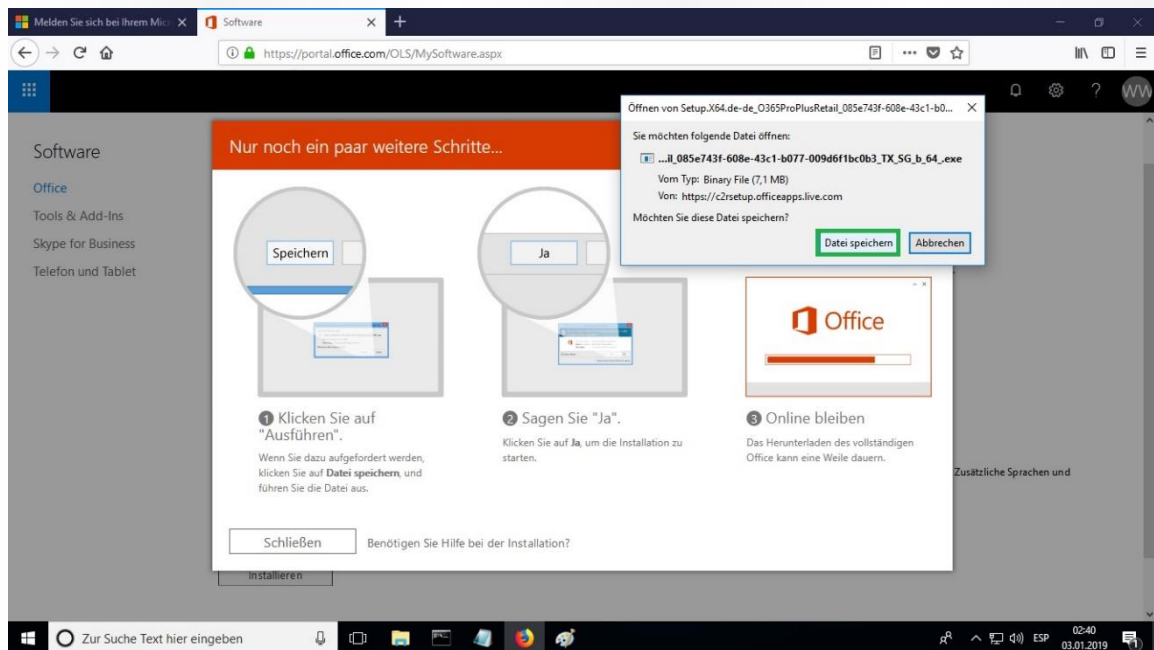 Melden Sie sich bei Ihrem Mic
Software
https://portal.office.com/OLS/MySoftware.aspx
WW
Öffnen von Setup.X64.de-de_O365ProPlusRetail_085e743f-608e-43c1-b0...
Sie möchten folgende Datei öffnen:
...il_085e743f-608e-43c1-b077-009d6f1bc0b3_TX_SG_b_64_.exe
Vom Typ: Binary File (7,1 MB)
Von: https://c2rsetup.officeapps.live.com
Möchten Sie diese Datei speichern?
Datei speichern
Abbrechen
Software
Office
Tools & Add-Ins
Skype for Business
Telefon und Tablet
Nur noch ein paar weitere Schritte...
Speichern
Ja
Office
1 Klicken Sie auf
"Ausführen".
Wenn Sie dazu aufgefordert werden,
klicken Sie auf Datei speichern, und
führen Sie die Datei aus.
2 Sagen Sie "Ja".
Klicken Sie auf Ja, um die Installation zu
starten.
3 Online bleiben
Das Herunterladen des vollständigen
Office kann eine Weile dauern.
Zusätzliche Sprachen und
Schließen
Benötigen Sie Hilfe bei der Installation?
Installieren
Zur Suche Text hier eingeben
ESP
02:40
03.01.2019